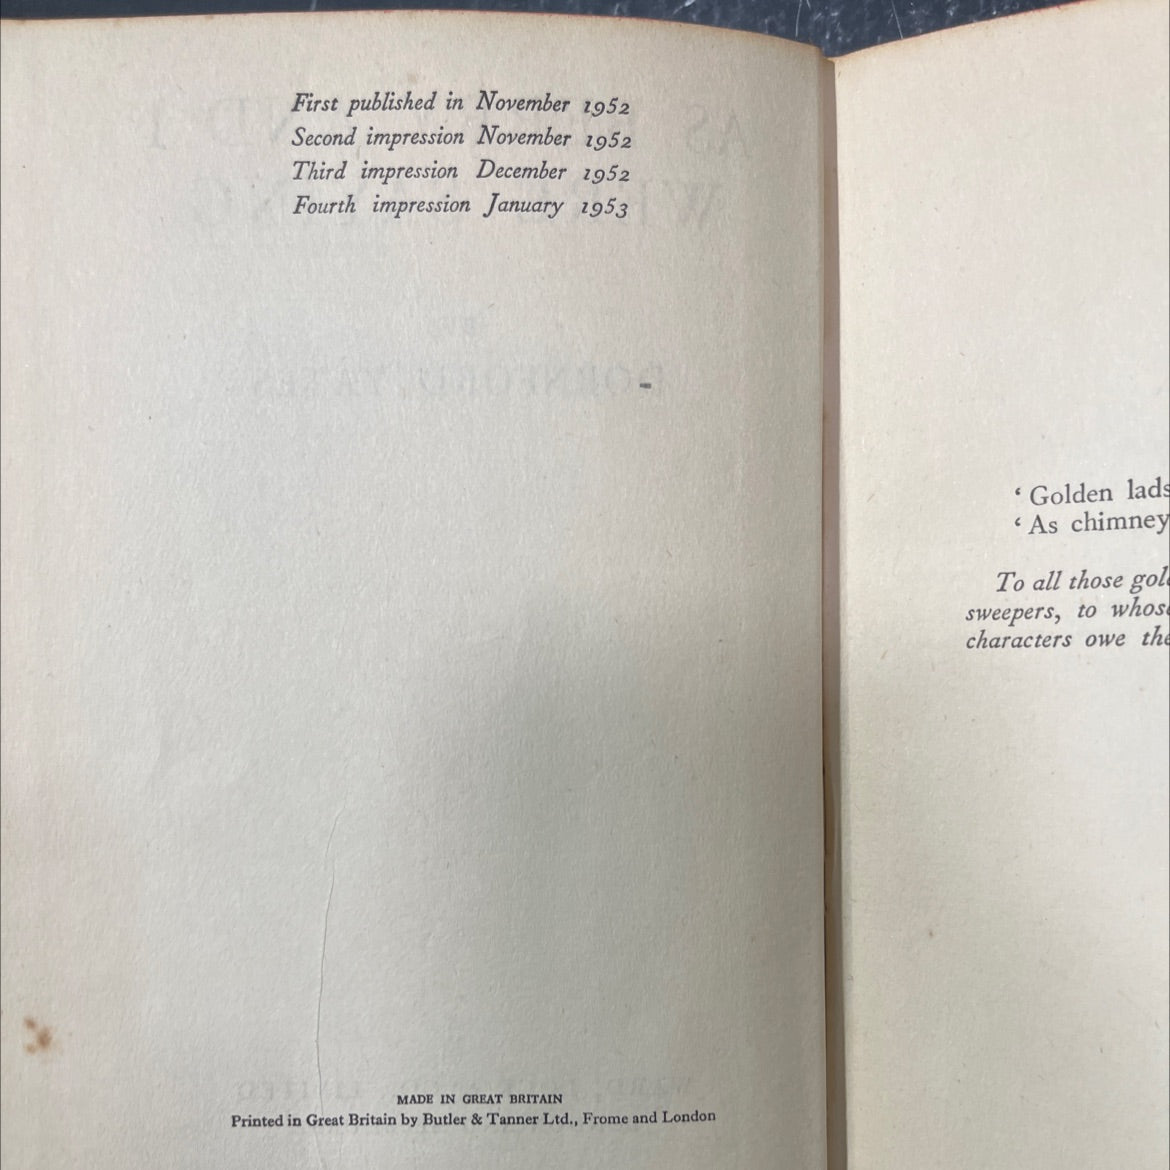 First published in November 1952
Second impression November 1952
Third impression December 1952
Fourth impression January 1953
MADE IN GREAT BRITAIN
Printed in Great Britain by Butler & Tanner Ltd., Frome and London
‘ Golden lads
‘ As chimney
To all those
sweepers, to whose
characters owe the